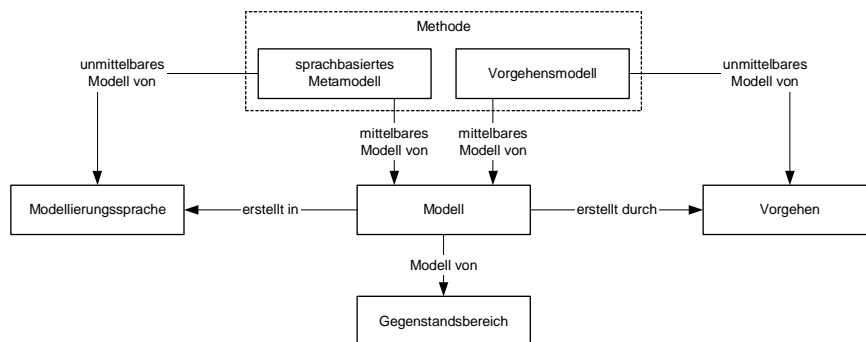 Methode
unmittelbares
Modell von
sprachbasiertes
Metamodell
Vorgehensmodell
unmittelbares
Modell von
mittelbares
Modell von
mittelbares
Modell von
Modellierungssprache
erstellt in
Modell
erstellt durch
Vorgehen
Modell von
Gegenstandsbereich